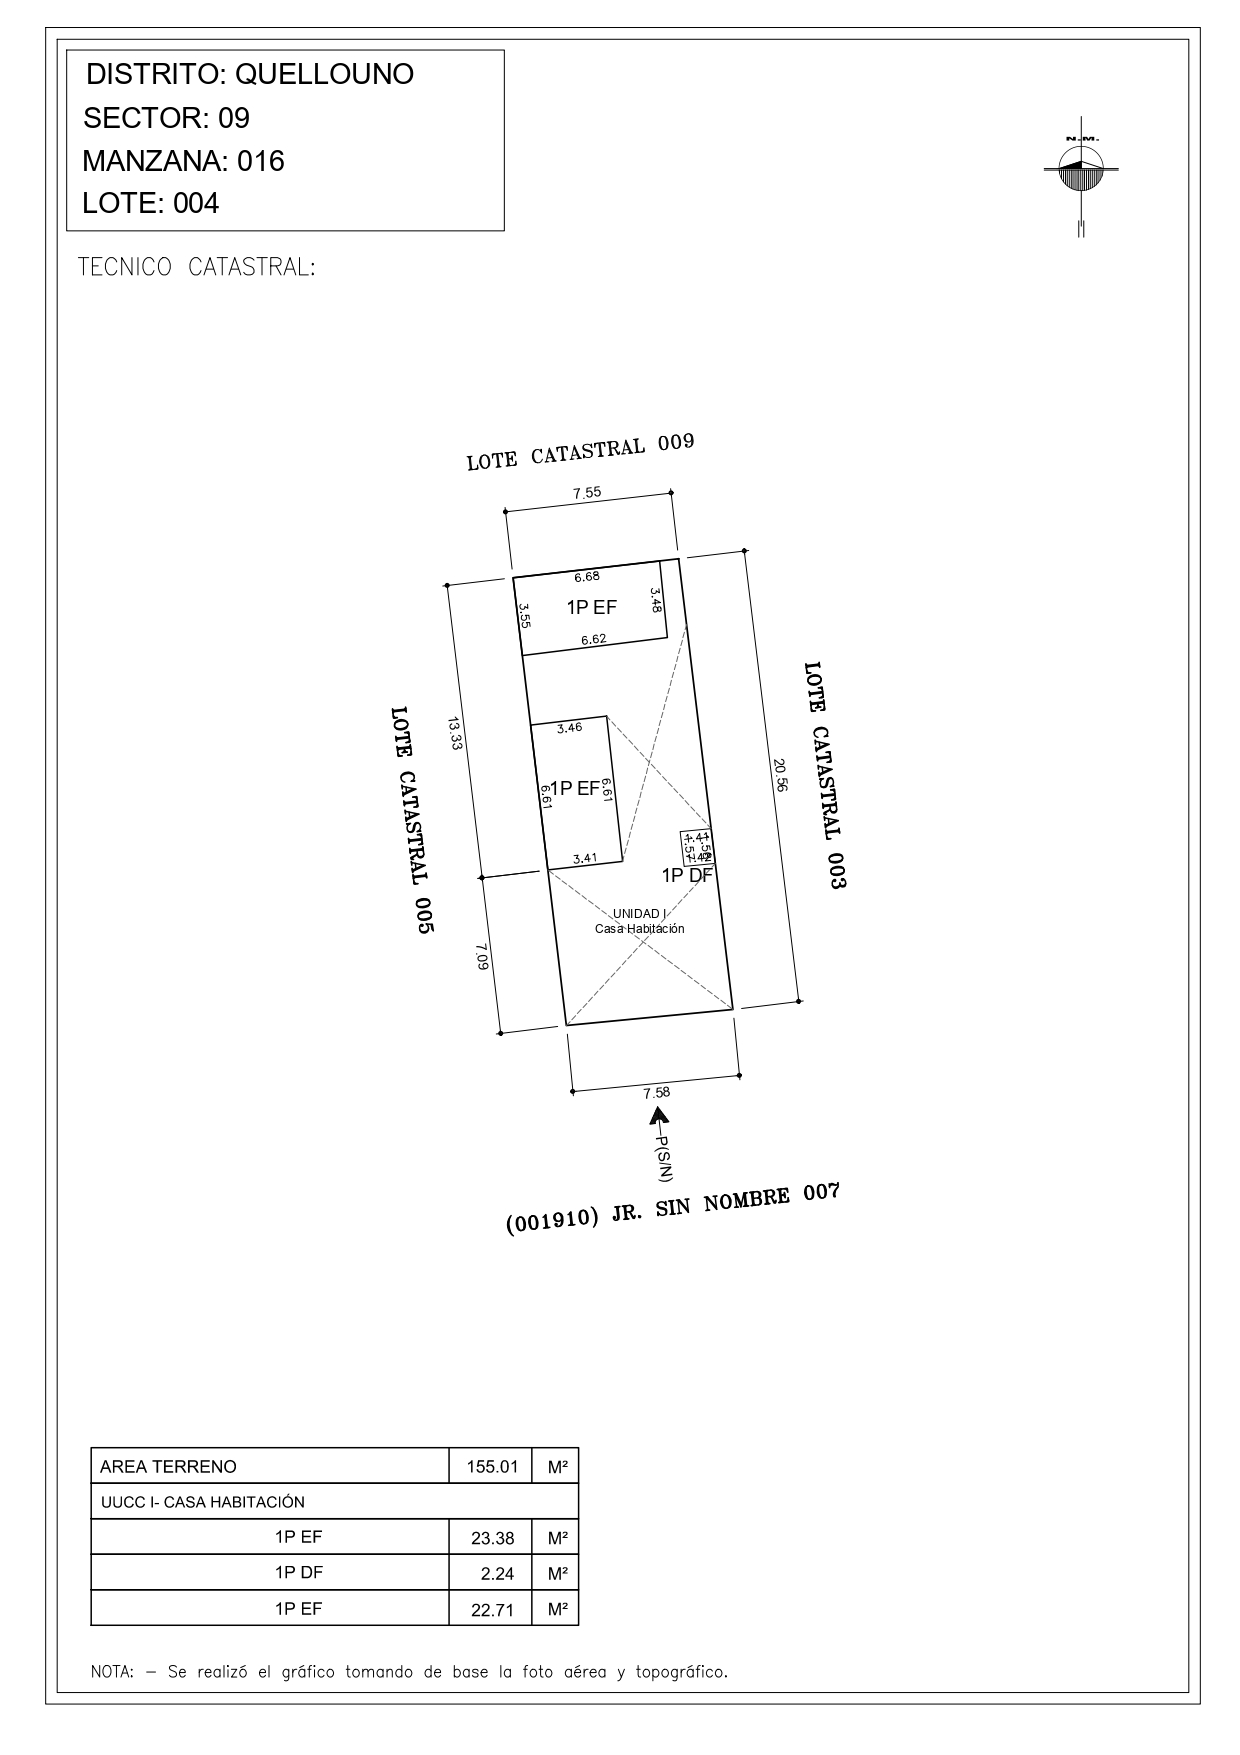 DISTRITO: QUELLOUNO
SECTOR: 09
MANZANA: 016
LOTE: 004
N.M.
TECNICO CATASTRAL:
LOTE CATASTRAL 009
7.55
6.68
3.55
1P EF
3.48
6.62
13.33
LOTE CATASTRAL 005
3.46
6.61
1P EF
6.61
3.41
20.56
LOTE CATASTRAL 003
1.41
1.42
1P DF
UNIDAD I
Casa Habitación
7.09
7.58
P(S/N)
(001910) JR. SIN NOMBRE 007
AREA TERRENO 155.01 M²
UUCC I- CASA HABITACIÓN
1P EF 23.38 M²
1P DF 2.24 M²
1P EF 22.71 M²
NOTA: – Se realizó el gráfico tomando de base la foto aérea y topográfico.